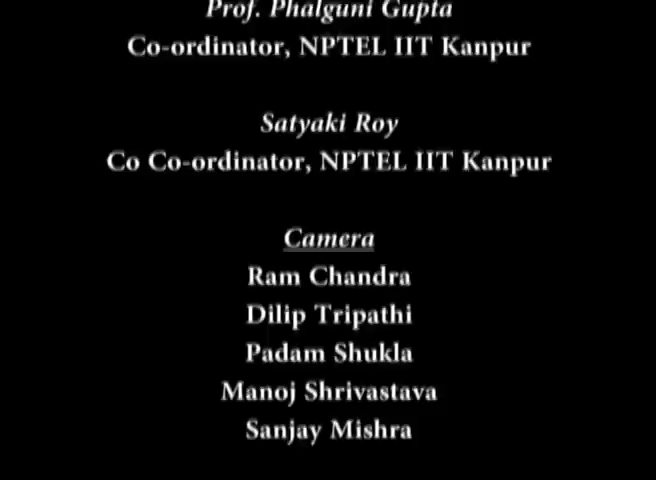 Prof. Phalguni Gupta
Co-ordinator, NPTEL IIT Kanpur
Satyaki Roy
Co Co-ordinator, NPTEL IIT Kanpur
Camera
Ram Chandra
Dilip Tripathi
Padam Shukla
Manoj Shrivastava
Sanjay Mishra